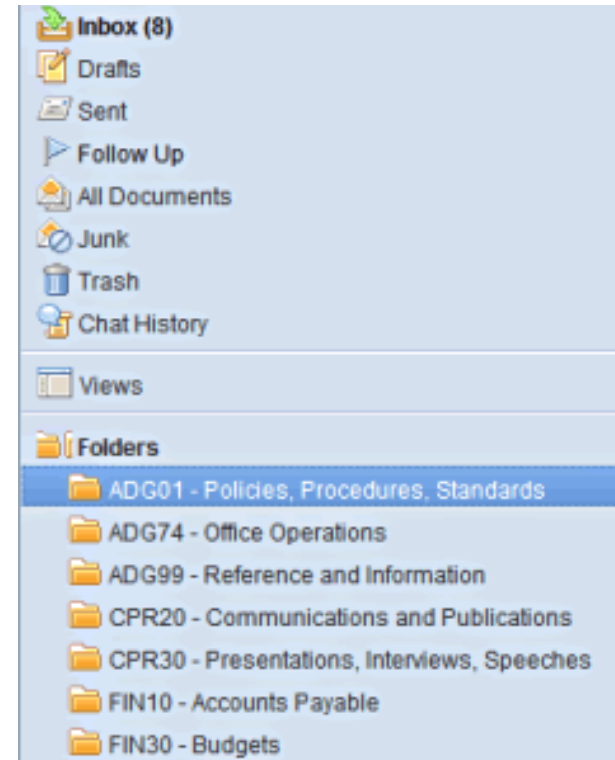 Inbox (8)
Drafts
Sent
Follow Up
All Documents
Junk
Trash
Chat History
Views
Folders
ADG01 - Policies, Procedures, Standards
ADG74 - Office Operations
ADG99 - Reference and Information
CPR20 - Communications and Publications
CPR30 - Presentations, Interviews, Speeches
FIN10 - Accounts Payable
FIN30 - Budgets